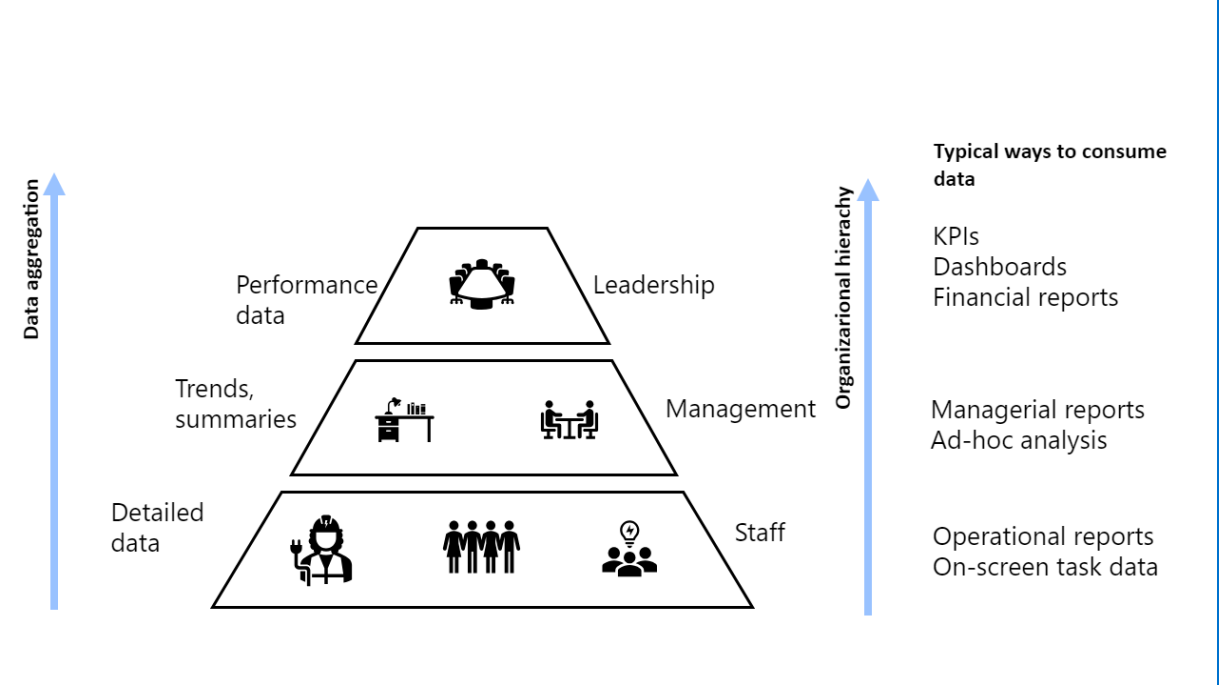 Typical ways to consume
data
Data aggregation
Organizarional hierachy
KPIs
Dashboards
Financial reports
Performance
data
Leadership
Trends,
summaries
Management
Managerial reports
Ad-hoc analysis
Detailed
data
Staff
Operational reports
On-screen task data